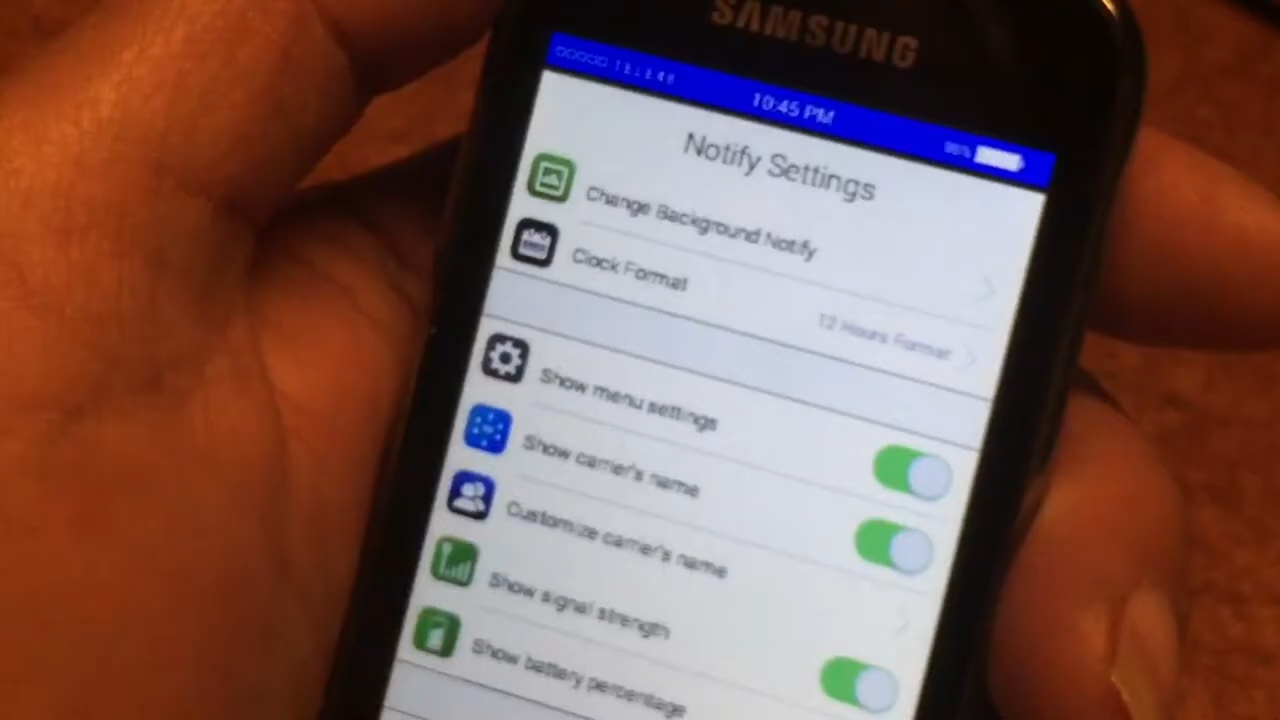 SAMSUNG
10:45 PM
Notify Settings
Change Background Notify
Clock Format
12 Hours Format
Show menu settings
Show carrier's name
Customize carrier's name
Show signal strength
Show battery percentage